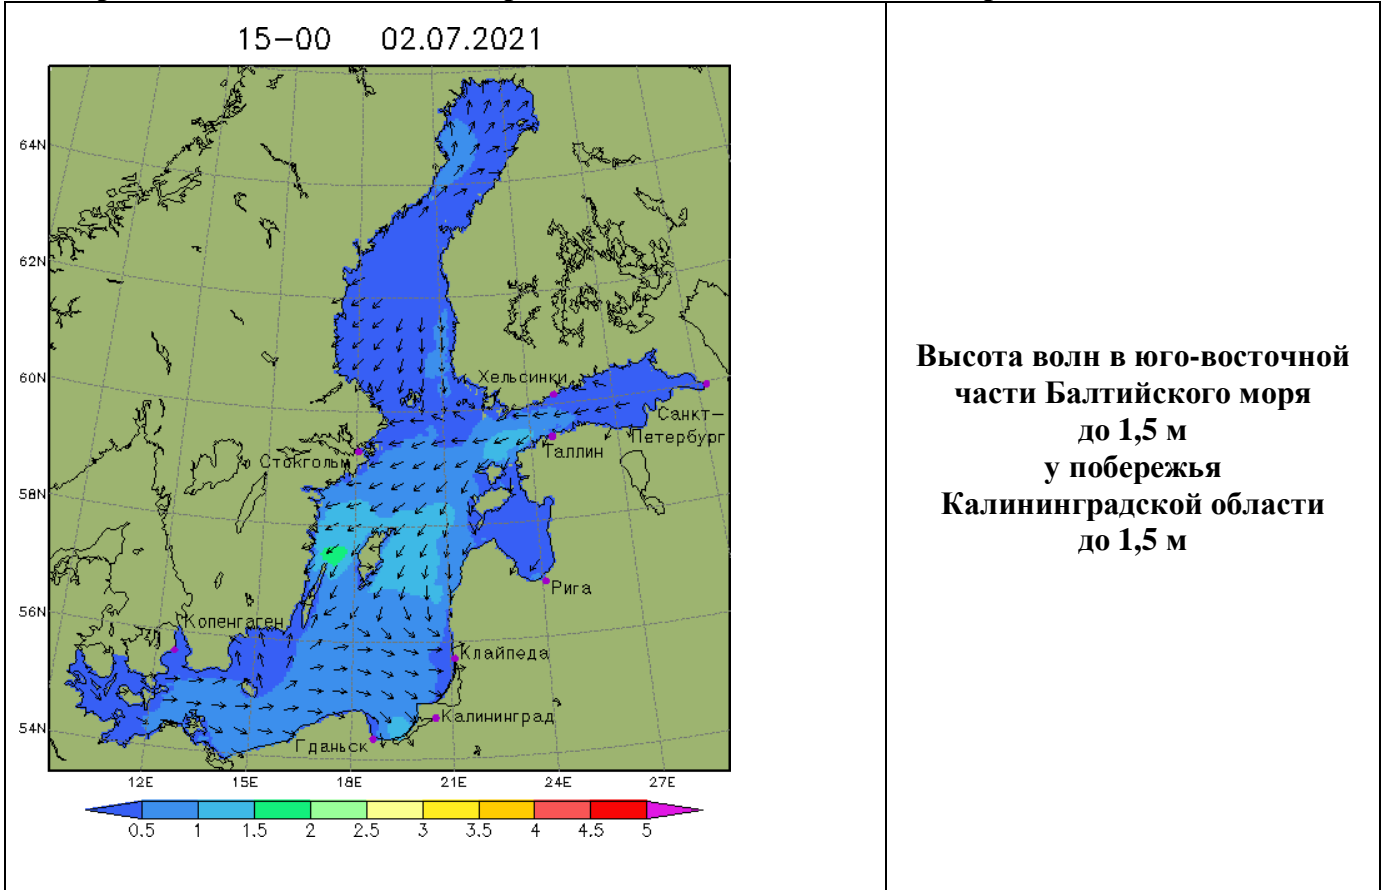 15-00 02.07.2021
64N
62N
60N
58N
56N
54N
Хельсинки
Санкт-
Петербург
Таллин
Стокгольм
Рига
Копенгаген
Клайпеда
Калининград
Гданьск
12E 15E 18E 21E 24E 27E
0.5 1 1.5 2 2.5 3 3.5 4 4.5 5
Высота волн в юго-восточной
части Балтийского моря
до 1,5 м
у побережья
Калининградской области
до 1,5 м